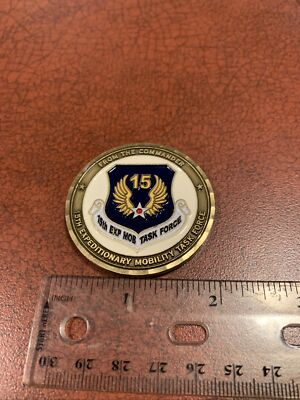 FROM THE COMMANDER
15
15th EXP MOB TASK FORCE
15TH EXPEDITIONARY MOBILITY TASK FORCE
INCH 1 2
30 29 28 27 26 25 24